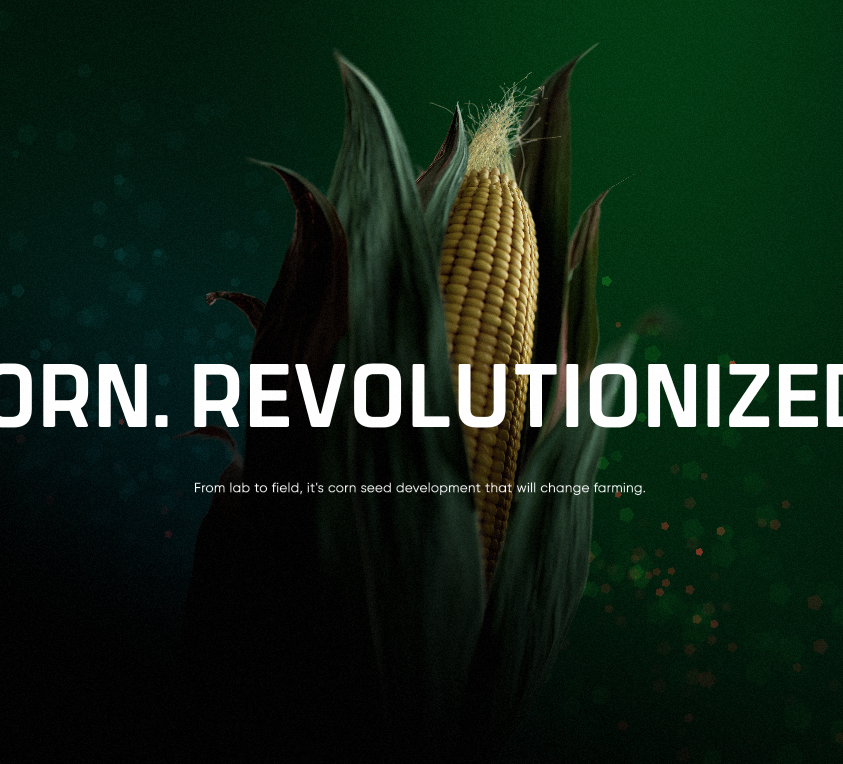 ORN. REVOLUTIONIZED
From lab to field, it's corn seed development that will change farming.